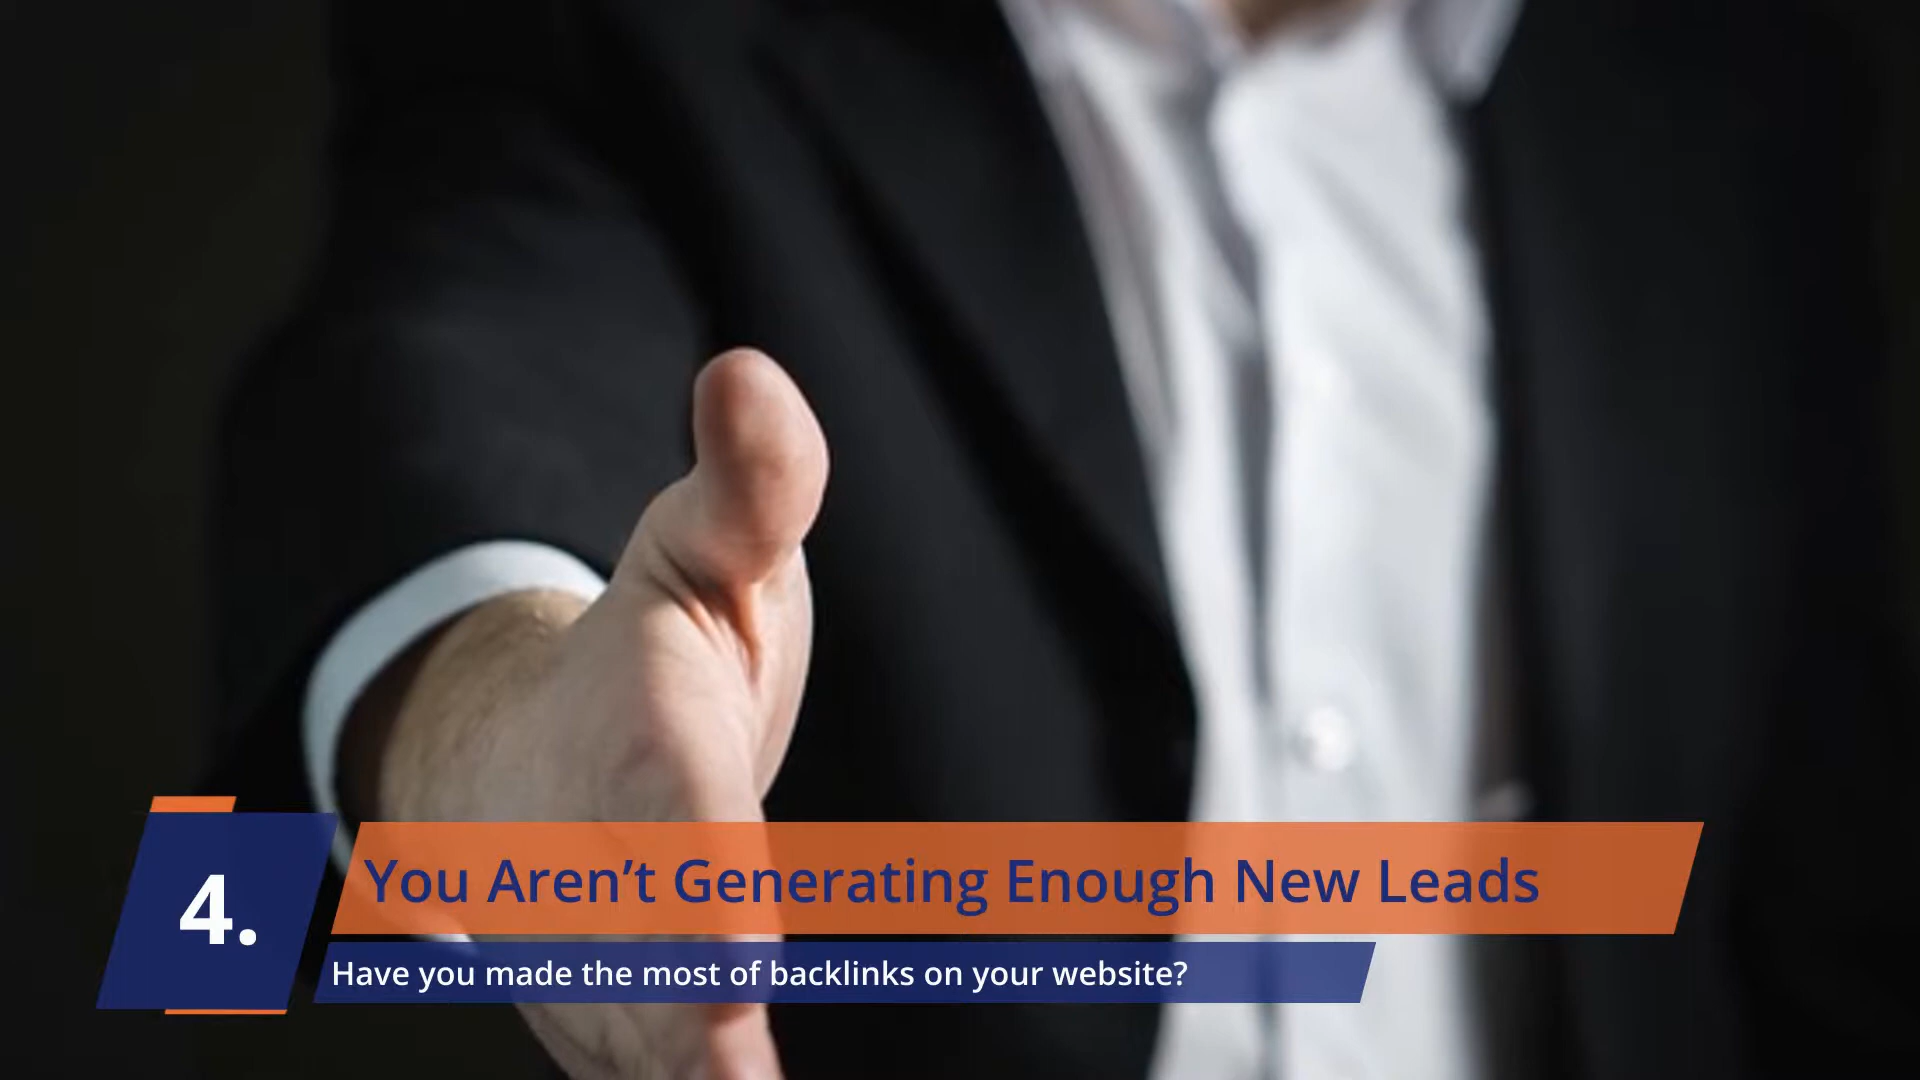 4.
You Aren’t Generating Enough New Leads
Have you made the most of backlinks on your website?